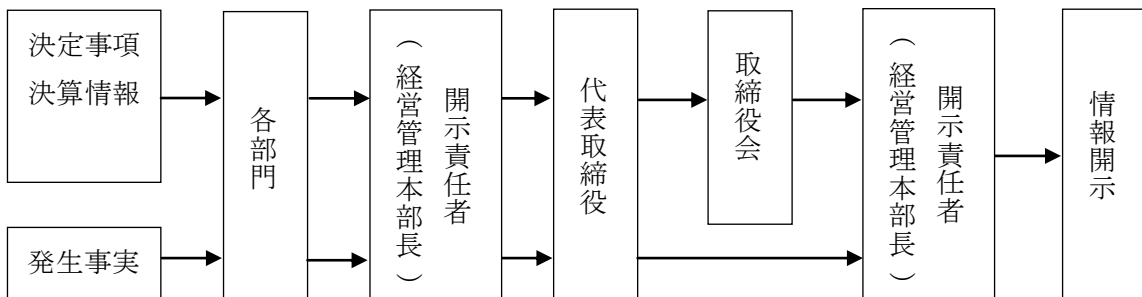 決定事項
決算情報
発生事実
各部門
開示責任者
（経営管理本部長）
代表取締役
取締役会
開示責任者
（経営管理本部長）
情報開示